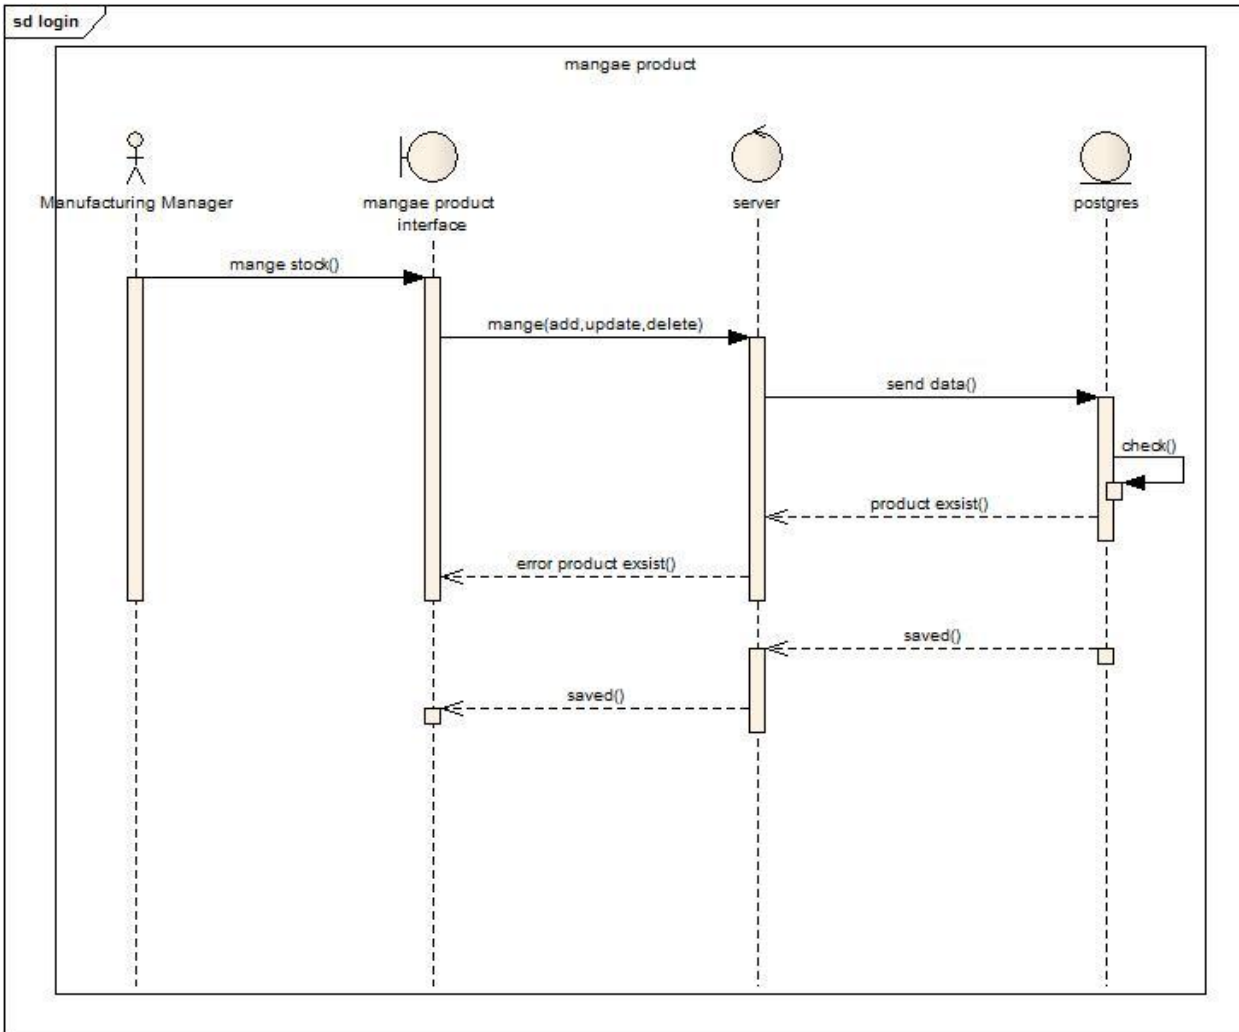 sd login
mangae product
Manufacturing Manager
mangae product
interface
server
postgres
mange stock()
mange(add,update,delete)
send data()
check()
product exsist()
error product exsist()
saved()
saved()